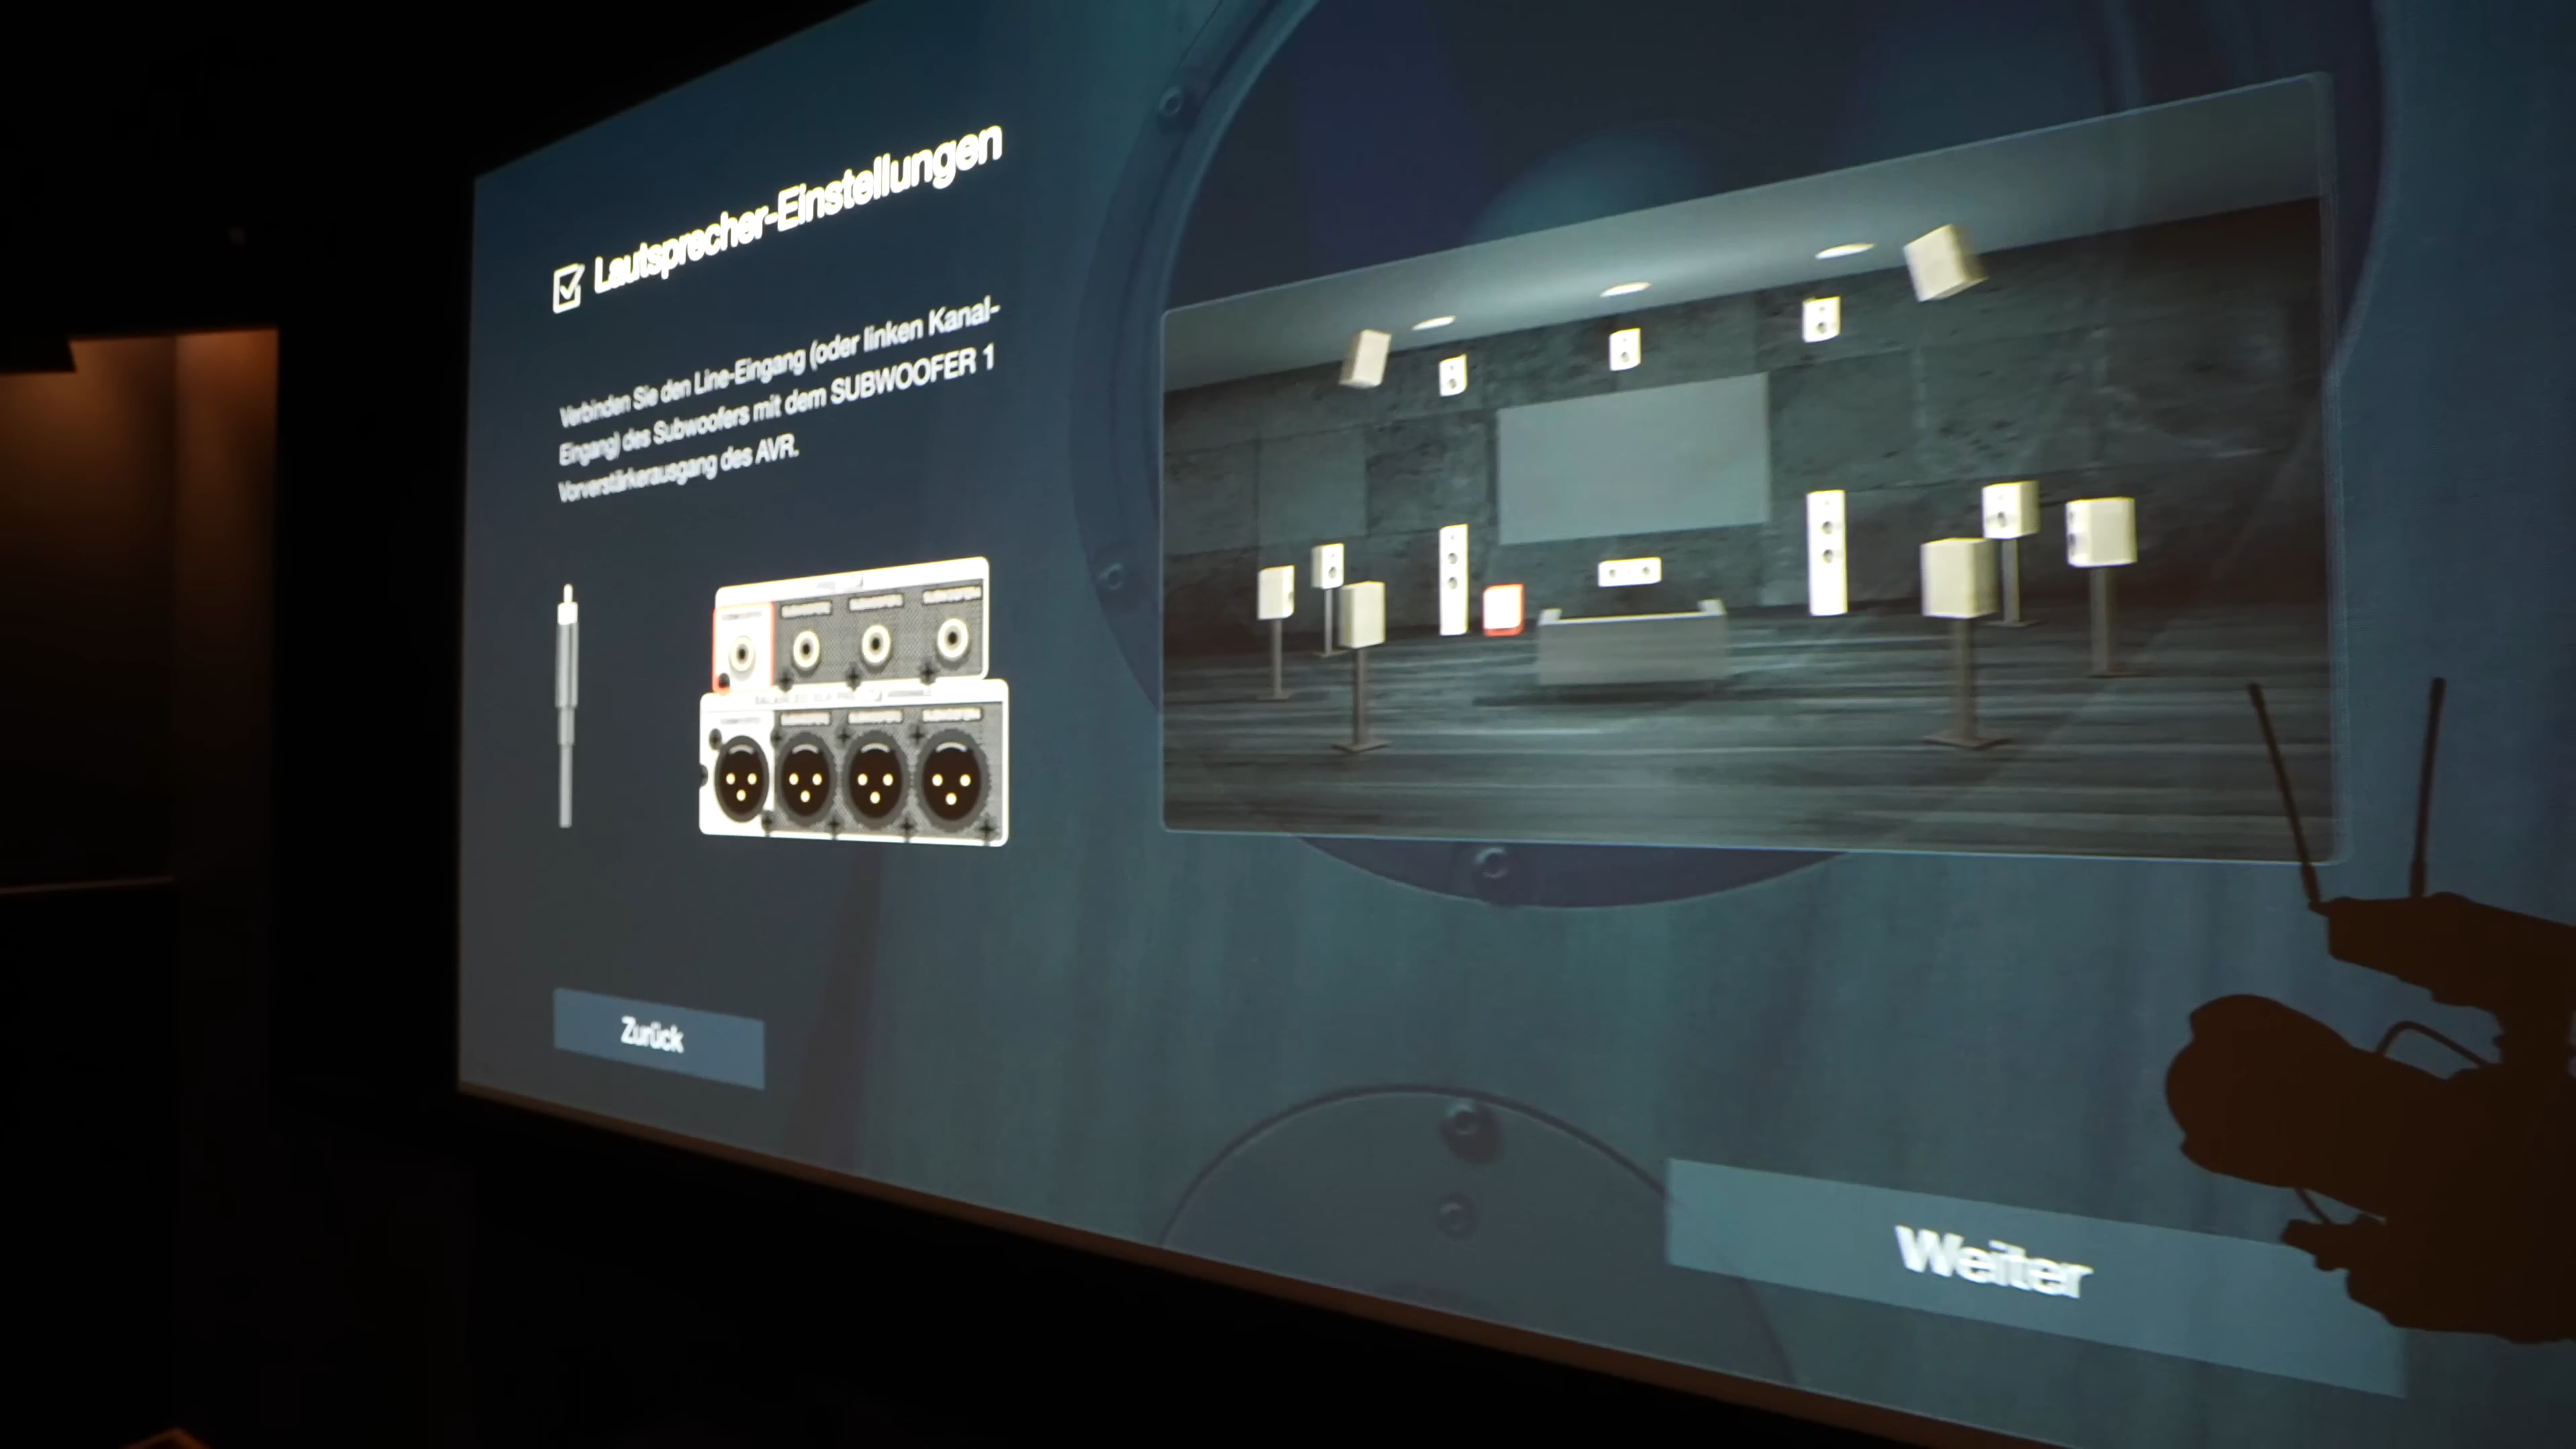 Lautsprecher-Einstellungen
Verbinden Sie den Line-Eingang (oder linken Kanal-
Eingang) des Subwoofers mit dem SUBWOOFER 1
Vorverstärkerausgang des AVR.
Zurück
Weiter